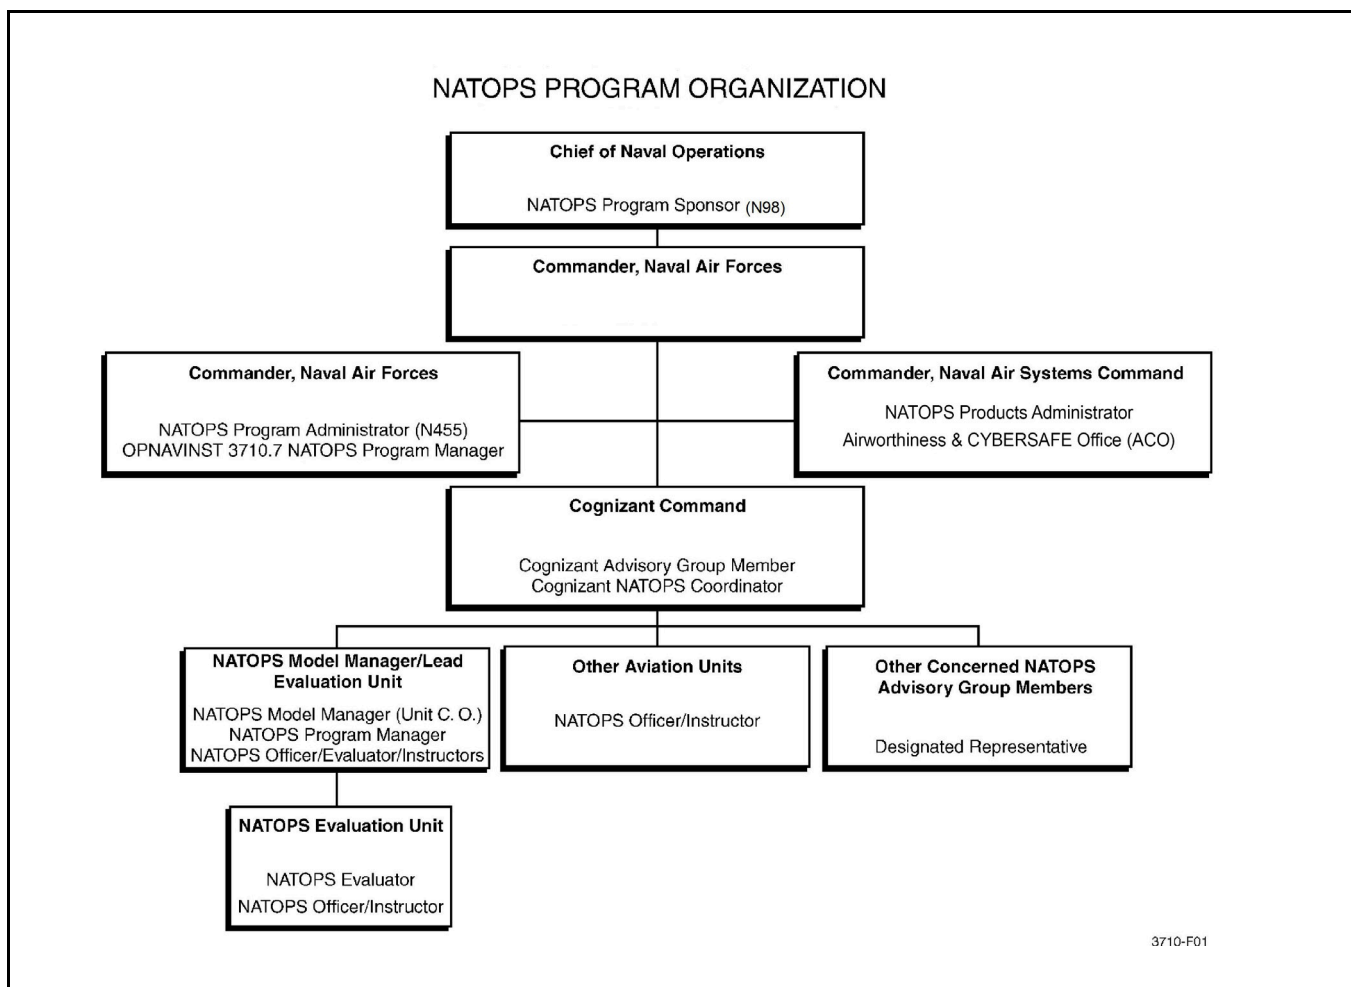 NATOPS PROGRAM ORGANIZATION
Chief of Naval Operations
NATOPS Program Sponsor (N98)
Commander, Naval Air Forces
Commander, Naval Air Forces
NATOPS Program Administrator (N455)
OPNAVINST 3710.7 NATOPS Program Manager
Commander, Naval Air Systems Command
NATOPS Products Administrator
Airworthiness & CYBERSAFE Office (ACO)
Cognizant Command
Cognizant Advisory Group Member
Cognizant NATOPS Coordinator
NATOPS Model Manager/Lead
Evaluation Unit
NATOPS Model Manager (Unit C. O.)
NATOPS Program Manager
NATOPS Officer/Evaluator/Instructors
Other Aviation Units
NATOPS Officer/Instructor
Other Concerned NATOPS
Advisory Group Members
Designated Representative
NATOPS Evaluation Unit
NATOPS Evaluator
NATOPS Officer/Instructor
3710-F01